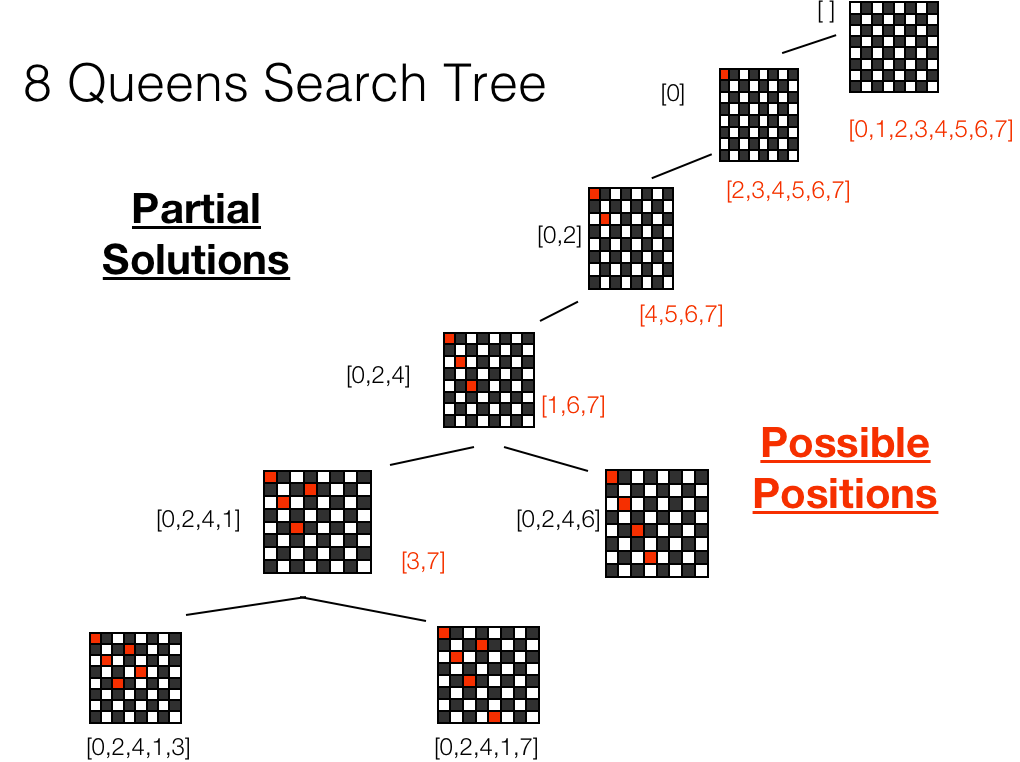 [ ]
8 Queens Search Tree
[0]
[0,1,2,3,4,5,6,7]
[2,3,4,5,6,7]
Partial
Solutions
[0,2]
[4,5,6,7]
[0,2,4]
[1,6,7]
Possible
Positions
[0,2,4,1]
[0,2,4,6]
[3,7]
[0,2,4,1,3]
[0,2,4,1,7]